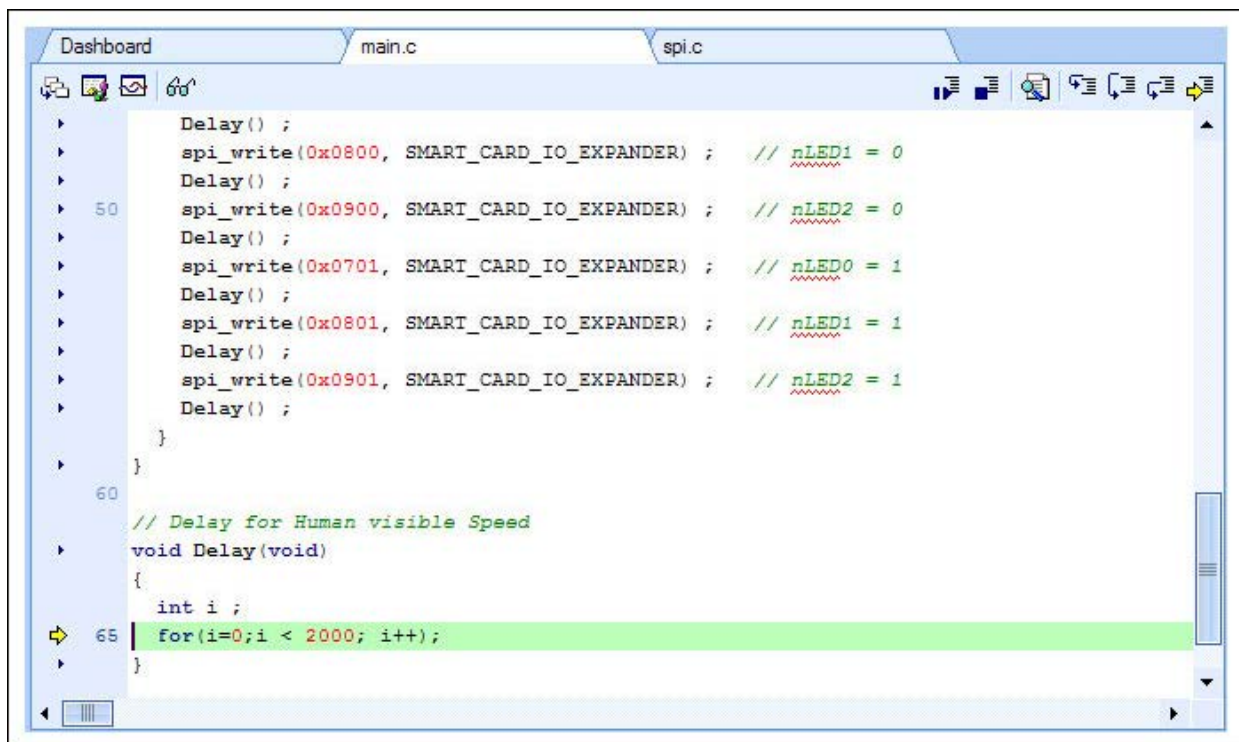 Dashboard main.c spi.c
Delay() ;
spi_write(0x0800, SMART_CARD_IO_EXPANDER) ; // nLED1 = 0
Delay() ;
50 spi_write(0x0900, SMART_CARD_IO_EXPANDER) ; // nLED2 = 0
Delay() ;
spi_write(0x0701, SMART_CARD_IO_EXPANDER) ; // nLED0 = 1
Delay() ;
spi_write(0x0801, SMART_CARD_IO_EXPANDER) ; // nLED1 = 1
Delay() ;
spi_write(0x0901, SMART_CARD_IO_EXPANDER) ; // nLED2 = 1
Delay() ;
}
}
60
// Delay for Human visible Speed
void Delay(void)
{
int i ;
65 for(i=0;i < 2000; i++);
}